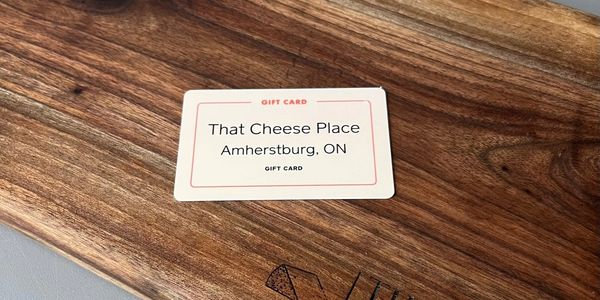 GIFT CARD
That Cheese Place
Amherstburg, ON
GIFT CARD